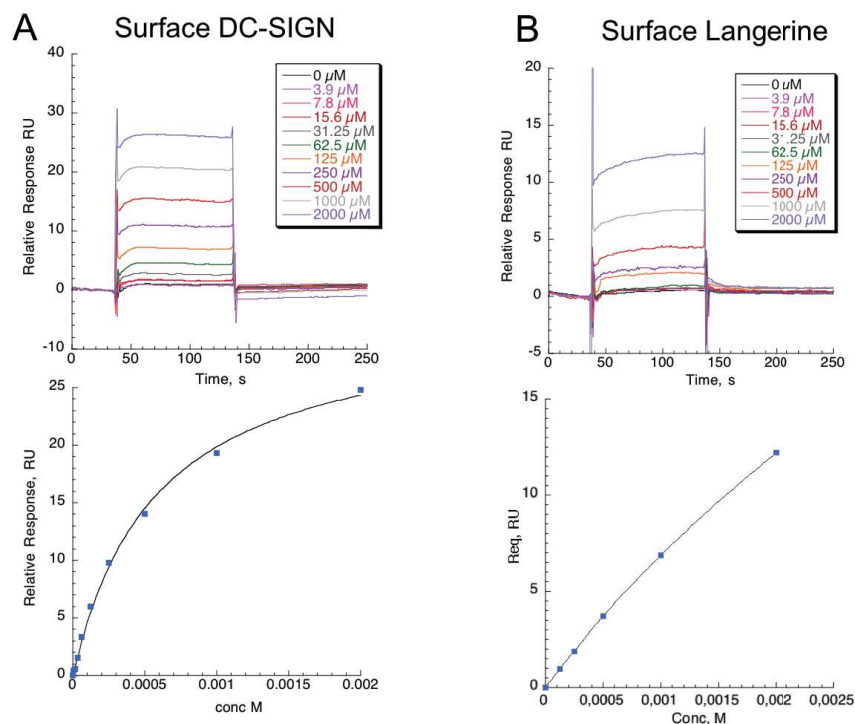 A
Surface DC-SIGN
Relative Response RU
40
30
20
10
0
-10
0 µM
3.9 µM
7.8 µM
15.6 µM
31.25 µM
62.5 µM
125 µM
250 µM
500 µM
1000 µM
2000 µM
0
50
100
150
200
250
Time, s
B
Surface Langerine
Relative Response RU
20
15
10
5
0
-5
0 µM
3.9 µM
7.8 µM
15.6 µM
62.5 µM
125 µM
250 µM
500 µM
1000 µM
2000 µM
0
50
100
150
200
250
Time, s
Relative Response, RU
25
20
15
10
5
0
0
0.0005
0.001
0.0015
0.002
conc M
Req, RU
15
10
5
0
0
0,0005
0,001
0,0015
0,002
0,0025
Conc, M